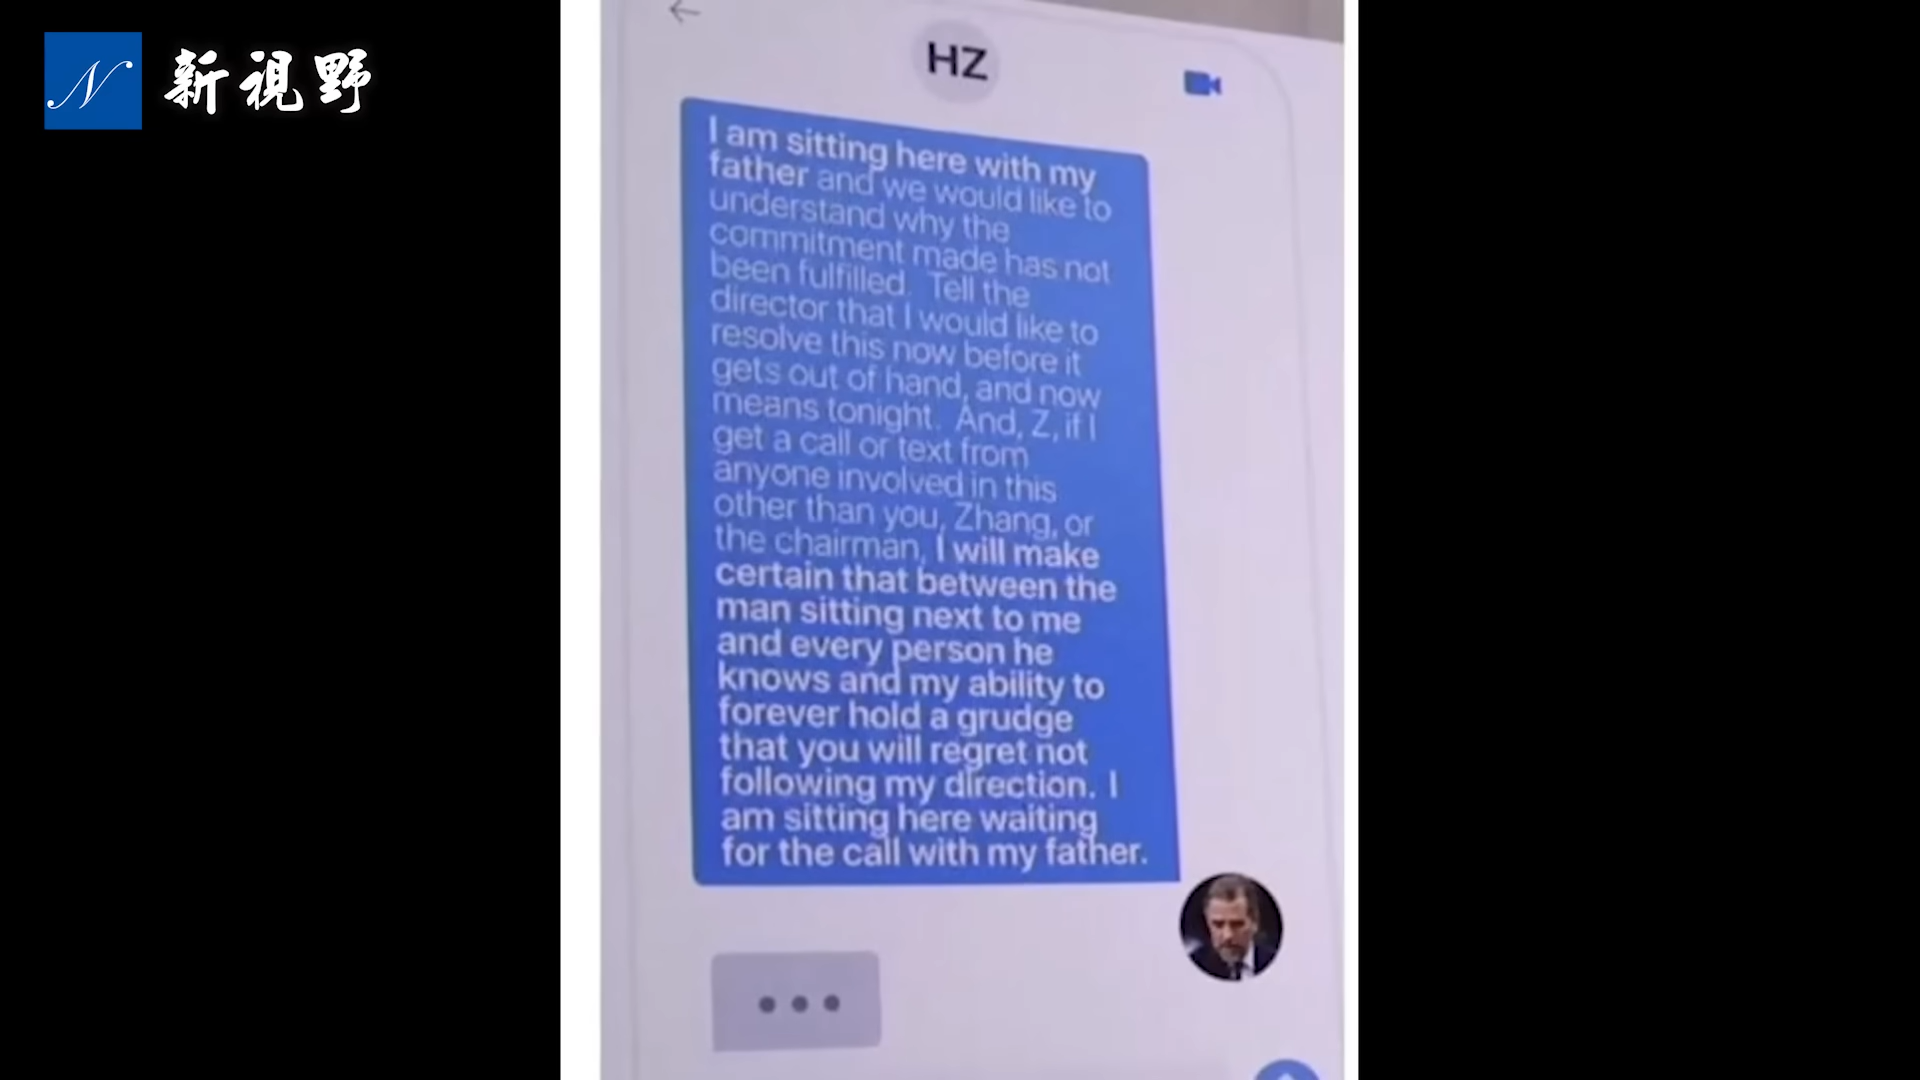 N 新視野
HZ
I am sitting here with my
father and we would like to
understand why the
commitment made has not
been fulfilled. Tell the
director that I would like to
resolve this now before it
gets out of hand, and now
means tonight. And, Z, if I
get a call or text from
anyone involved in this
other than you, Zhang, or
the chairman, I will make
certain that between the
man sitting next to me
and every person he
knows and my ability to
forever hold a grudge
that you will regret not
following my direction. I
am sitting here waiting
for the call with my father.